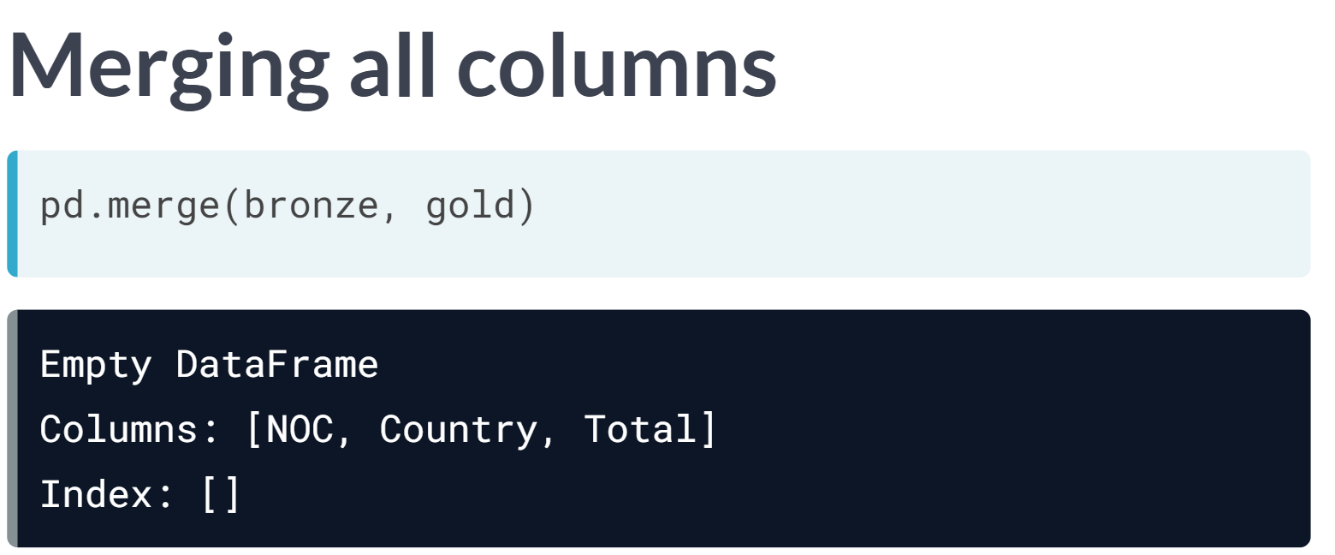 Merging all columns
pd.merge(bronze, gold)
Empty DataFrame
Columns: [NOC, Country, Total]
Index: []